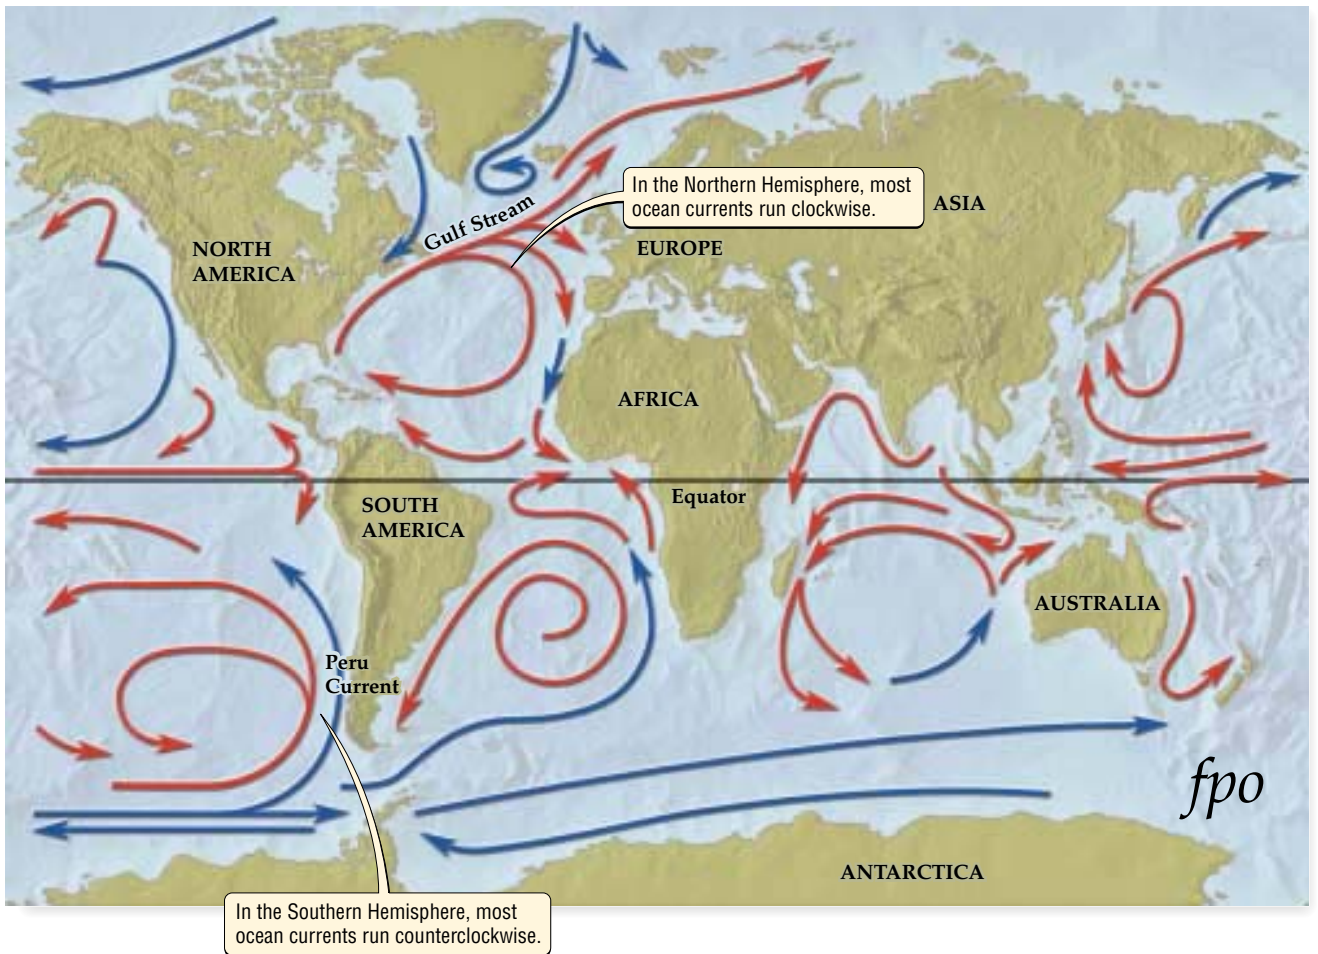 In the Northern Hemisphere, most
ocean currents run clockwise.
ASIA
Gulf Stream
NORTH
AMERICA
EUROPE
AFRICA
Equator
SOUTH
AMERICA
AUSTRALIA
Peru
Current
fpo
ANTARCTICA
In the Southern Hemisphere, most
ocean currents run counterclockwise.